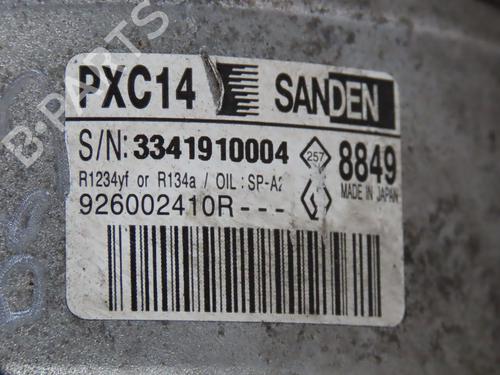 PXC14 SANDEN
S/N: 3341910004 257 8849
R1234yf or R134a / OIL : SP-A2 MADE IN JAPAN
926002410R---
B-PARTS